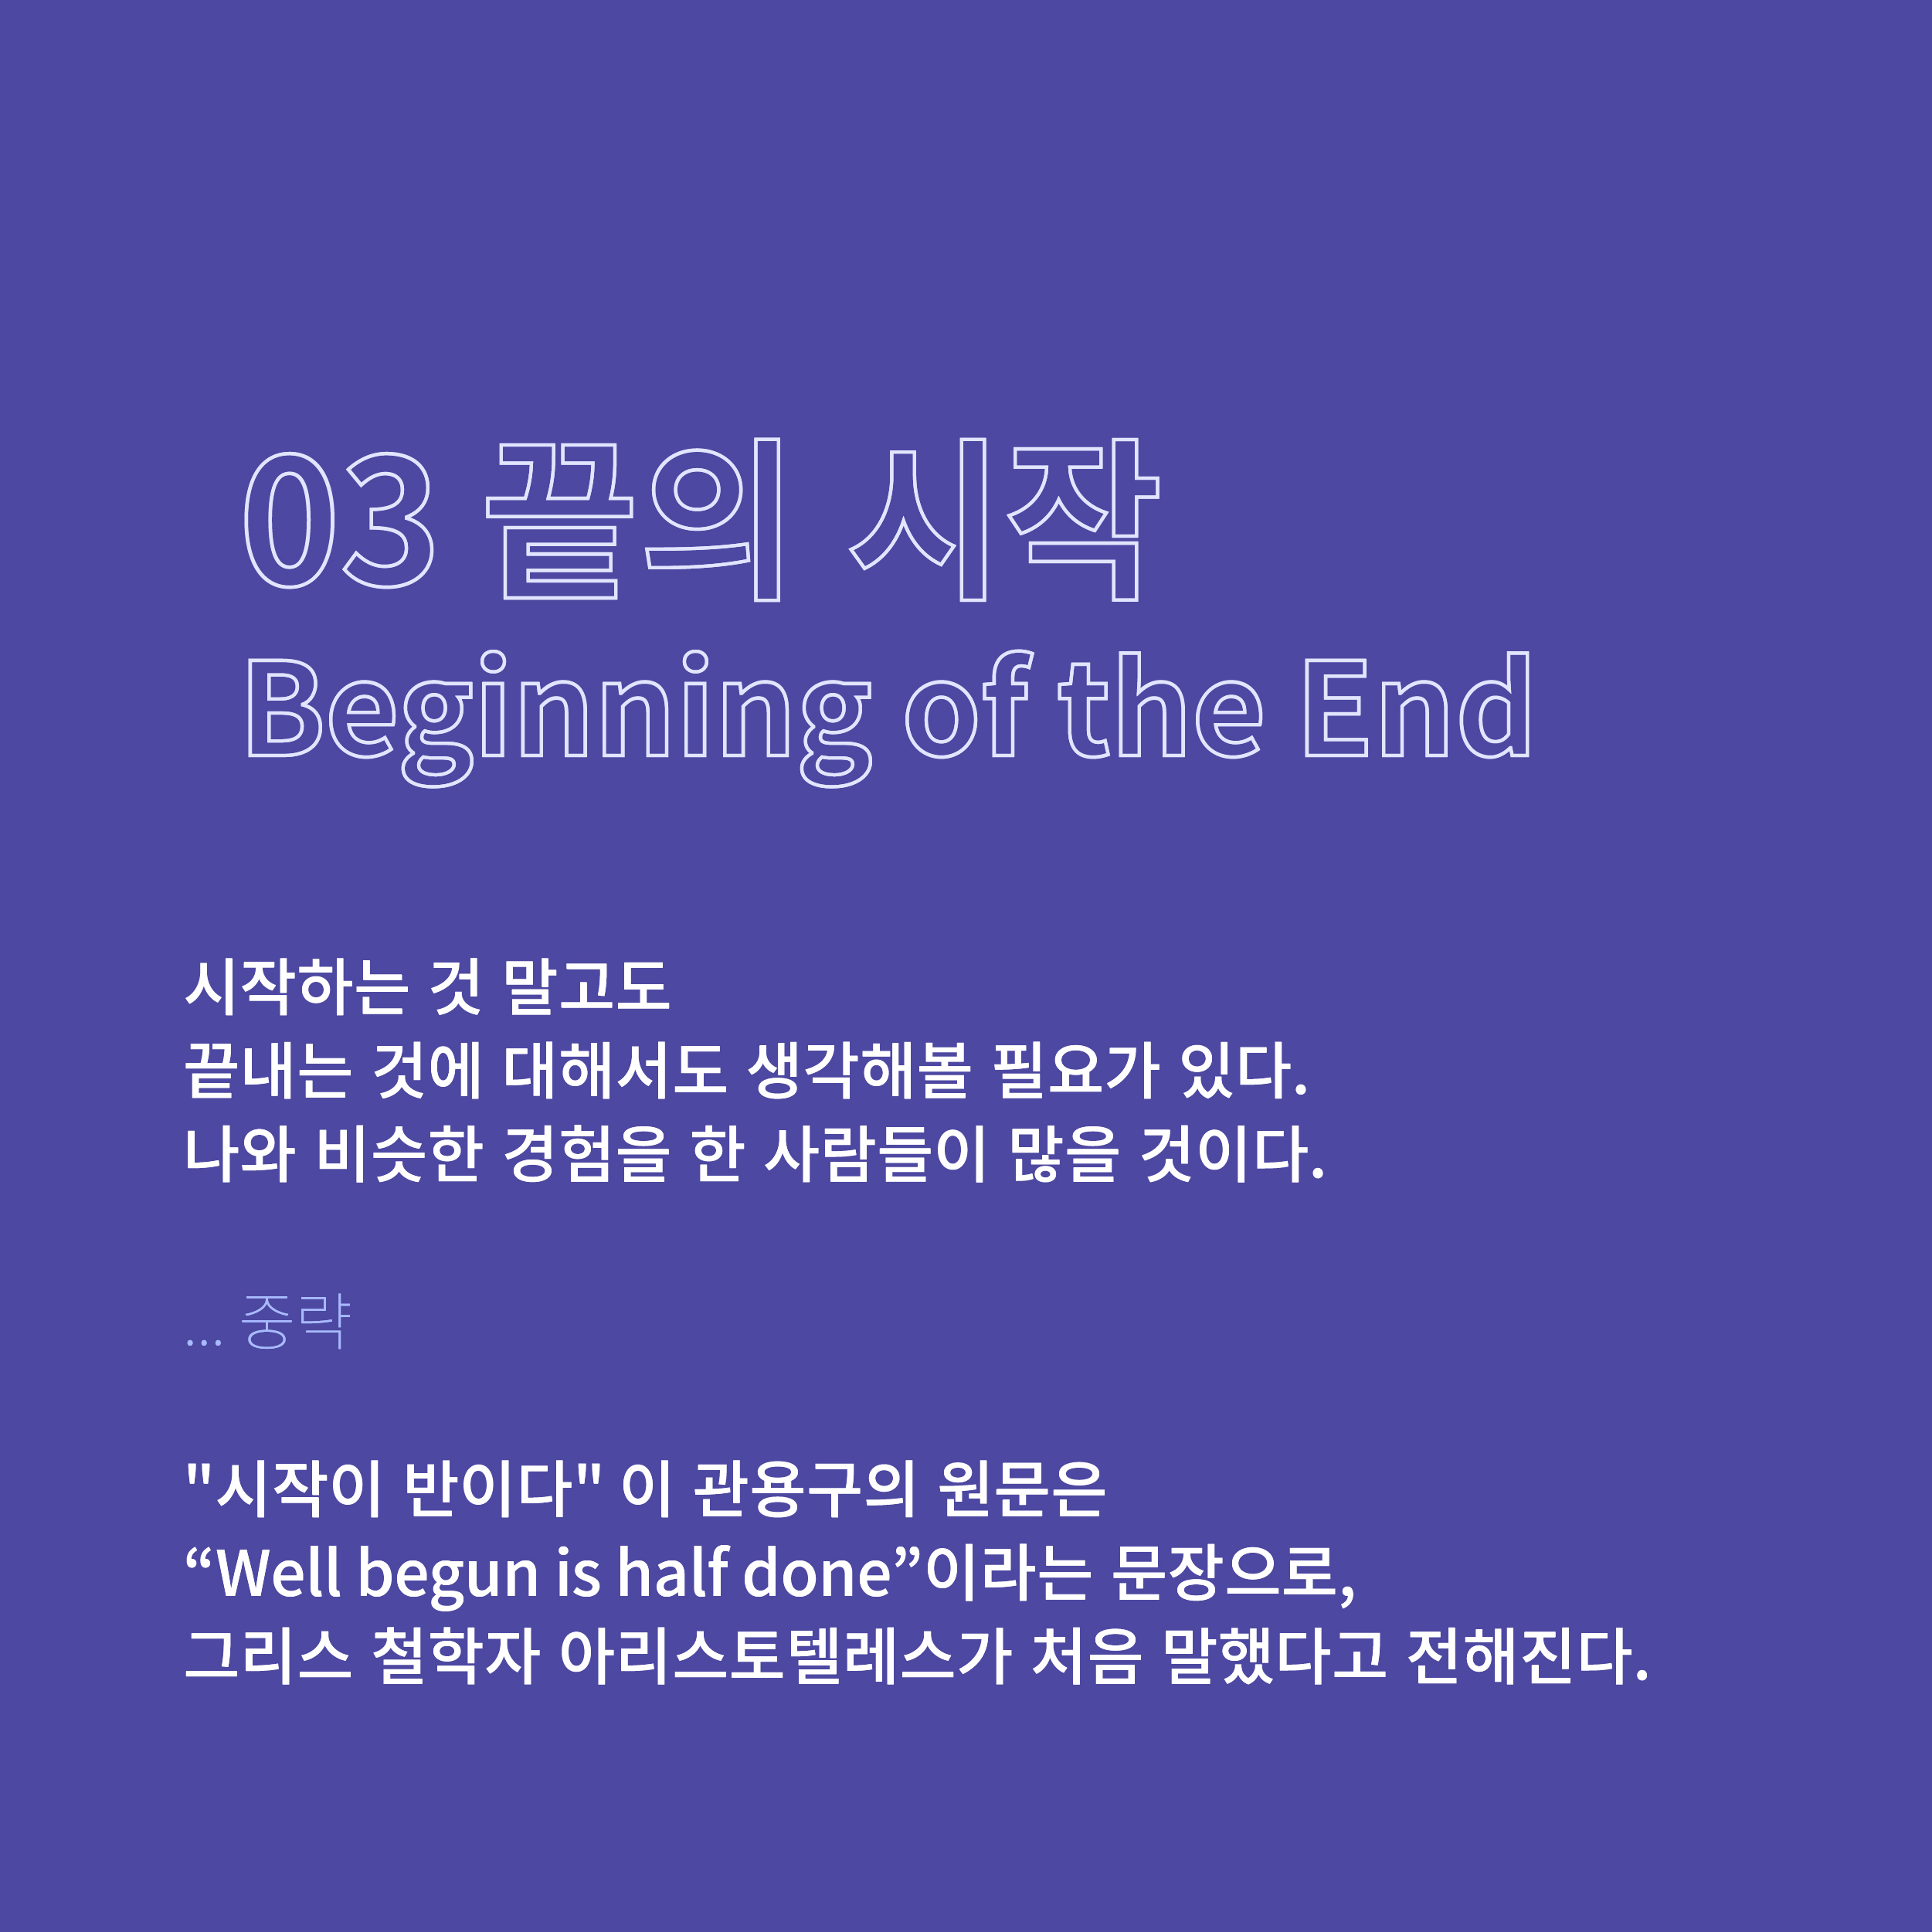 03 끝의 시작
Beginning of the End
시작하는 것 말고도
끝내는 것에 대해서도 생각해볼 필요가 있다.
나와 비슷한 경험을 한 사람들이 많을 것이다.
... 중략
"시작이 반이다" 이 관용구의 원문은
“Well begun is half done”이라는 문장으로,
그리스 철학자 아리스토텔레스가 처음 말했다고 전해진다.